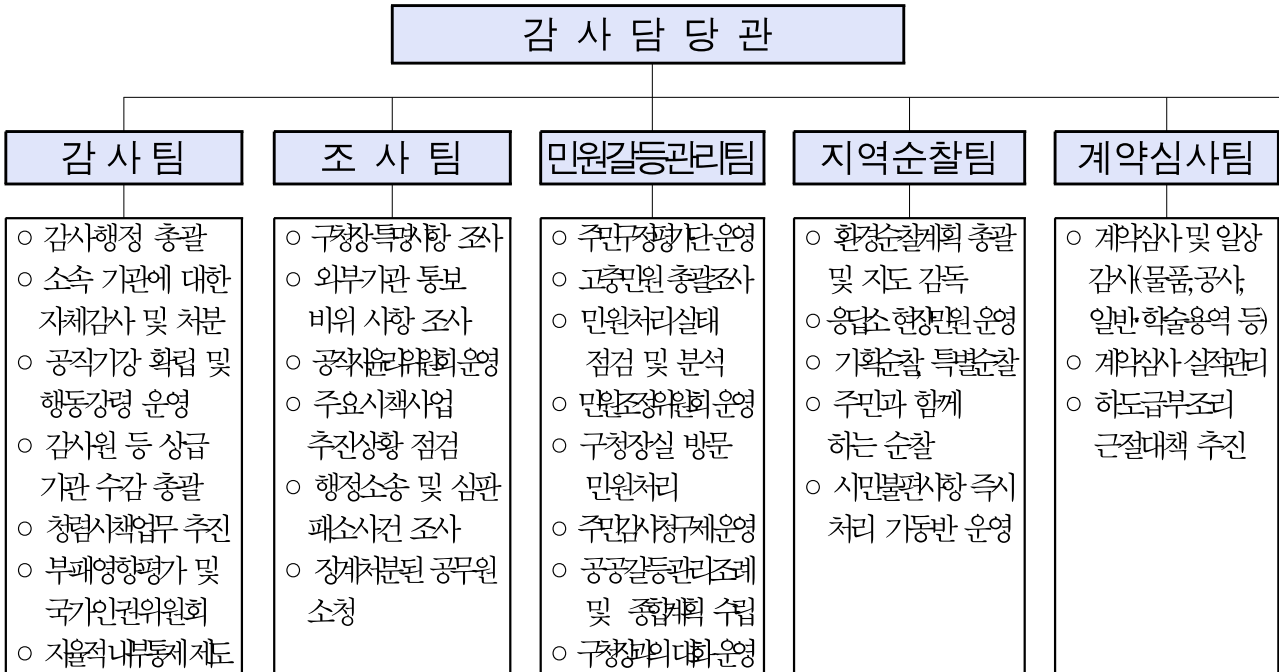 감 사 담 당 관
감 사 팀
○ 감사행정 총괄
○ 소속 기관에 대한
자체감사 및 처분
○ 공직기강 확립 및
행동강령 운영
○ 감사원 등 상급
기관 수감 총괄
○ 청렴시책업무 추진
○ 부패영향평가 및
국가인권위원회
○ 자율적 내부통제 제도
조 사 팀
○ 구청장특명사항 조사
○ 외부기관 통보
비위 사항 조사
○ 공직자윤리위원회 운영
○ 주요시책사업
추진상황 점검
○ 행정소송 및 심판
패소사건 조사
○ 징계처분된 공무원
소청
민원갈등관리팀
○ 주민구정평가단 운영
○ 고충민원 총괄조사
○ 민원처리실태
점검 및 분석
○ 민원조정위원회 운영
○ 구청장실 방문
민원처리
○ 주민감사청구제 운영
○ 공공갈등관리조례
및 종합계획 수립
○ 구청장과의 대화 운영
지역순찰팀
○ 환경순찰계획 총괄
및 지도 감독
○ 응답소 현장민원 운영
○ 기획순찰, 특별순찰
○ 주민과 함께
하는 순찰
○ 시민불편사항 즉시
처리 기동반 운영
계약심사팀
○ 계약심사 및 일상
감사(물품,공사,
일반·학술용역 등)
○ 계약심사 실적관리
○ 하도급부조리
근절대책 추진